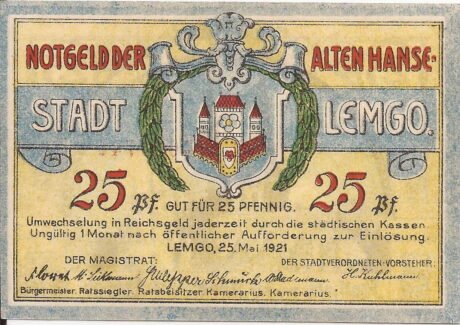 NOTGELD DER ALTEN HANSE-
STADT LEMGO.
25 Pf. GUT FÜR 25 PFENNIG. 25 Pf.
Umwechselung in Reichsgeld jederzeit durch die städtischen Kassen.
Ungültig 1 Monat nach öffentlicher Aufforderung zur Einlösung.
LEMGO, 25. Mai 1921
DER MAGISTRAT: DER STADTVERORDNETEN-VORSTEHER:
H. Kuhlmann
Bürgermeister. Ratssiegler. Ratsbeisitzer Kamerarius. Kamerarius.